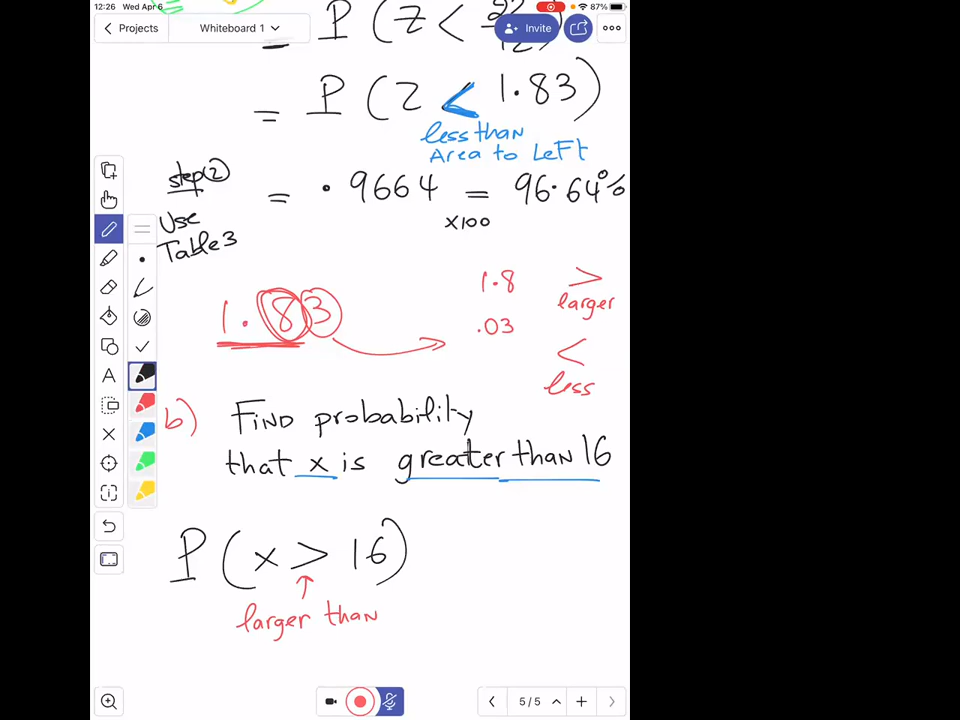 12:26 Wed Apr 6
87%
Projects
Whiteboard 1
Invite
= P(Z <
= P(Z < 1.83)
less than
Area to Left
step(2)
= .9664 = 96.64%
x100
Use
Table 3
1.83
1.8
.03
>
larger
<
less
b) Find probability
that x is greater than 16
P(x > 16)
↑
larger than
A
5/5